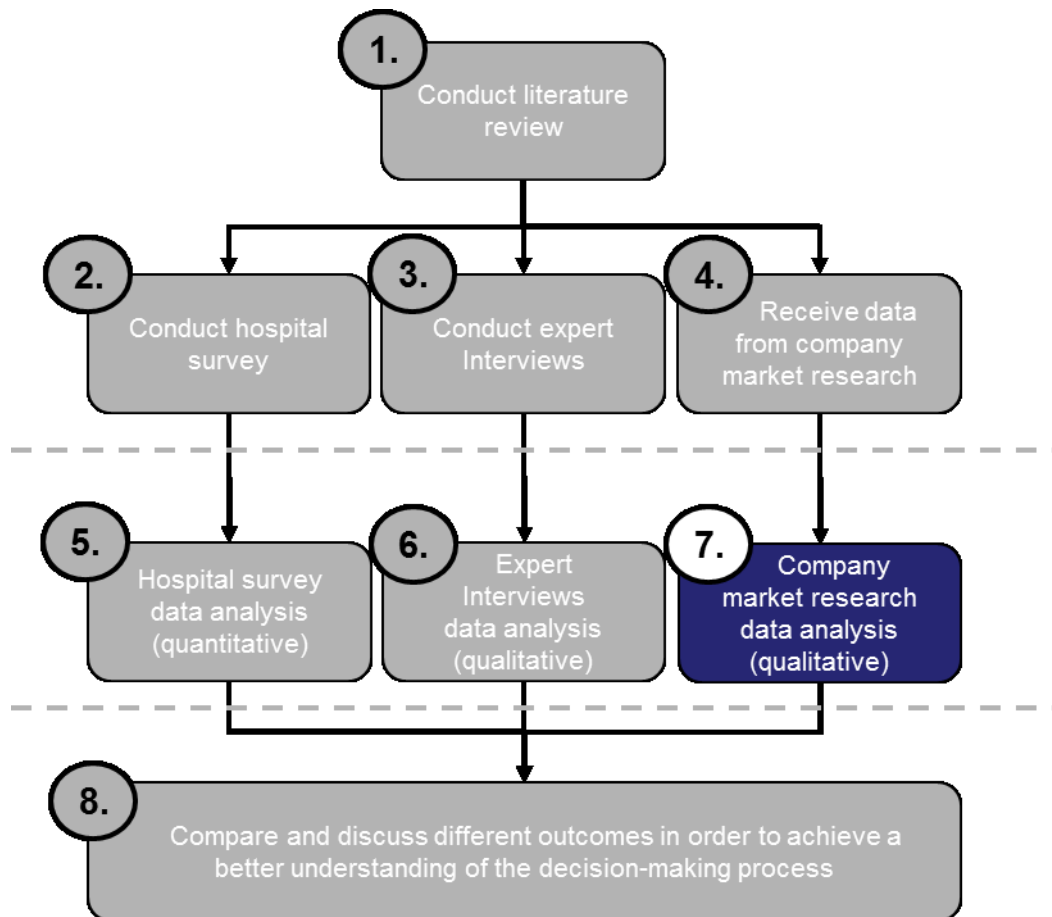 1.
Conduct literature
review
2.
Conduct hospital
survey
3.
Conduct expert
Interviews
4.
Receive data
from company
market research
5.
Hospital survey
data analysis
(quantitative)
6.
Expert
Interviews
data analysis
(qualitative)
7.
Company
market research
data analysis
(qualitative)
8.
Compare and discuss different outcomes in order to achieve a
better understanding of the decision-making process